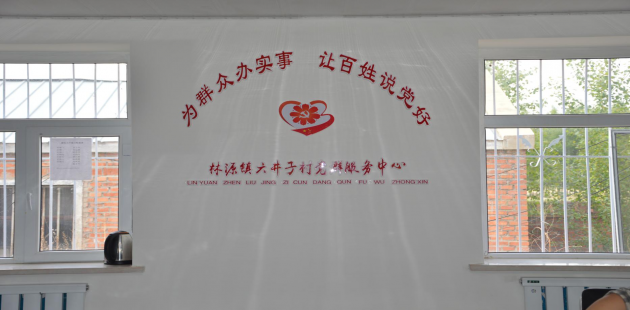 为群众办实事 让百姓说党好
林源镇六井子村党群服务中心
LIN YUAN ZHEN LIU JING ZI CUN DANG QUN FU WU ZHONG XIN